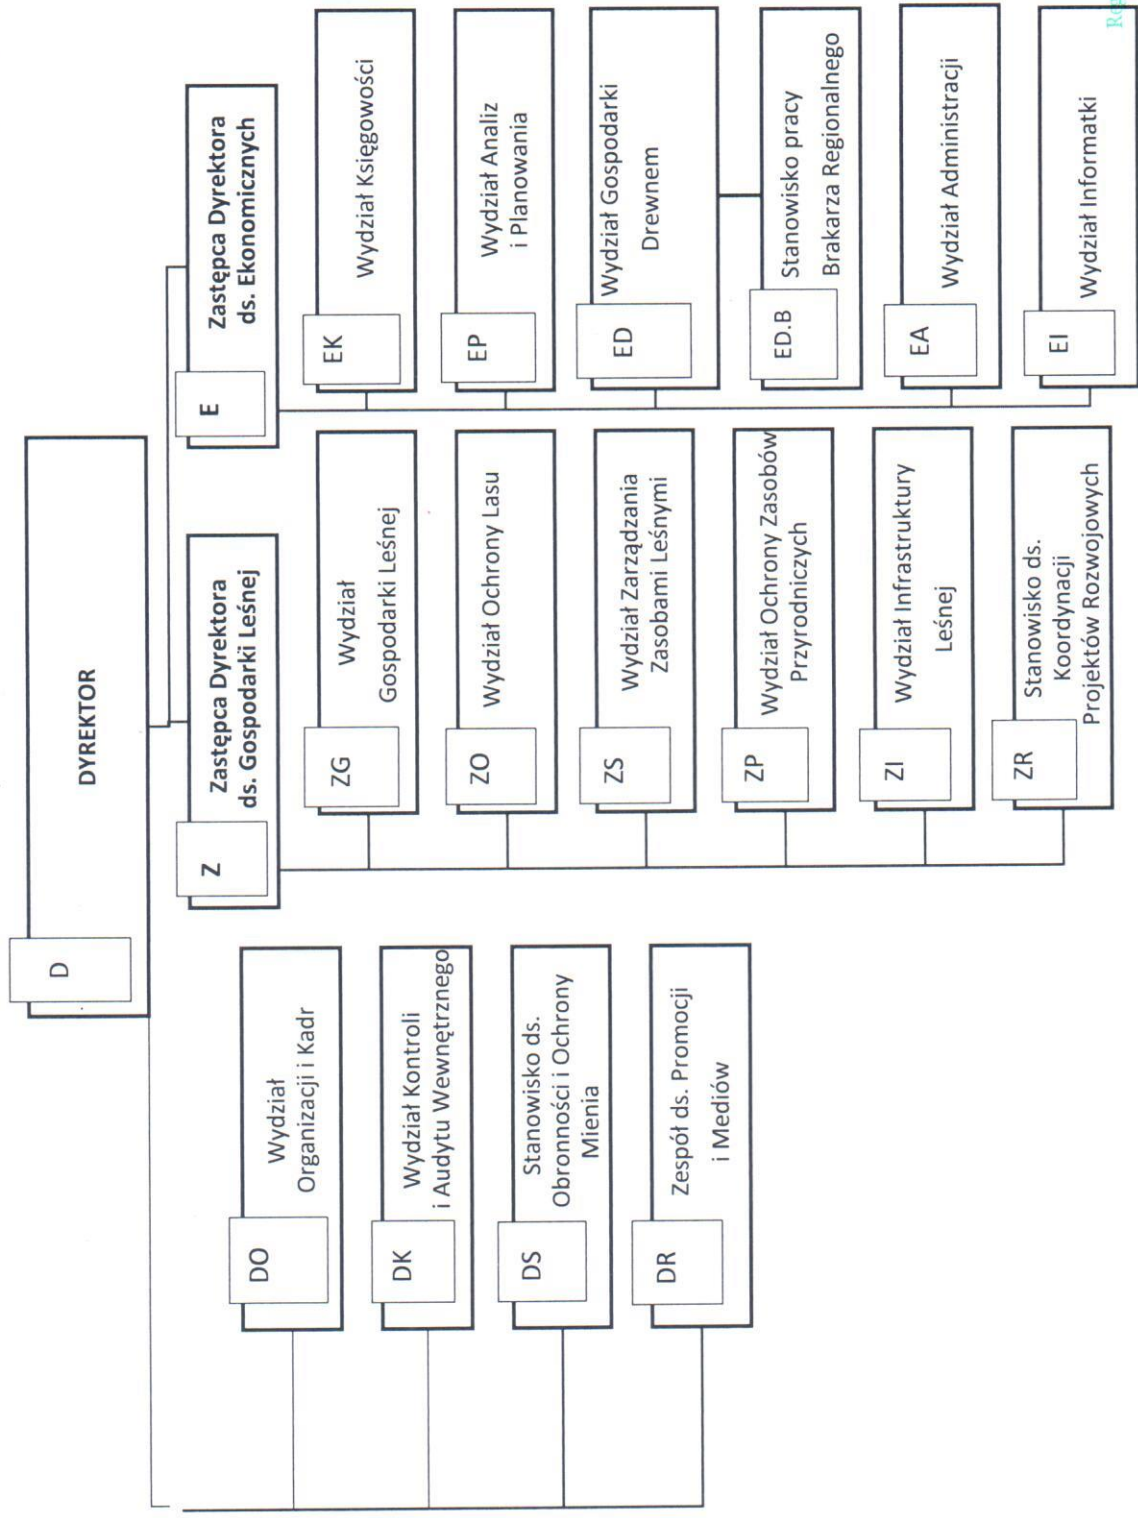 D
DYREKTOR
Z
Zastępca Dyrektora
ds. Gospodarki Leśnej
E
Zastępca Dyrektora
ds. Ekonomicznych
DO
Wydział
Organizacji i Kadr
DK
Wydział Kontroli
i Audytu Wewnętrznego
DS
Stanowisko ds.
Obronności i Ochrony
Mienia
DR
Zespół ds. Promocji
i Mediów
ZG
Wydział
Gospodarki Leśnej
ZO
Wydział Ochrony Lasu
ZS
Wydział Zarządzania
Zasobami Leśnymi
ZP
Wydział Ochrony Zasobów
Przyrodniczych
ZI
Wydział Infrastruktury
Leśnej
ZR
Stanowisko ds.
Koordynacji
Projektów Rozwojowych
EK
Wydział Księgowości
EP
Wydział Analiz
i Planowania
ED
Wydział Gospodarki
Drewnem
ED.B
Stanowisko pracy
Brakarza Regionalnego
EA
Wydział Administracji
EI
Wydział Informatki